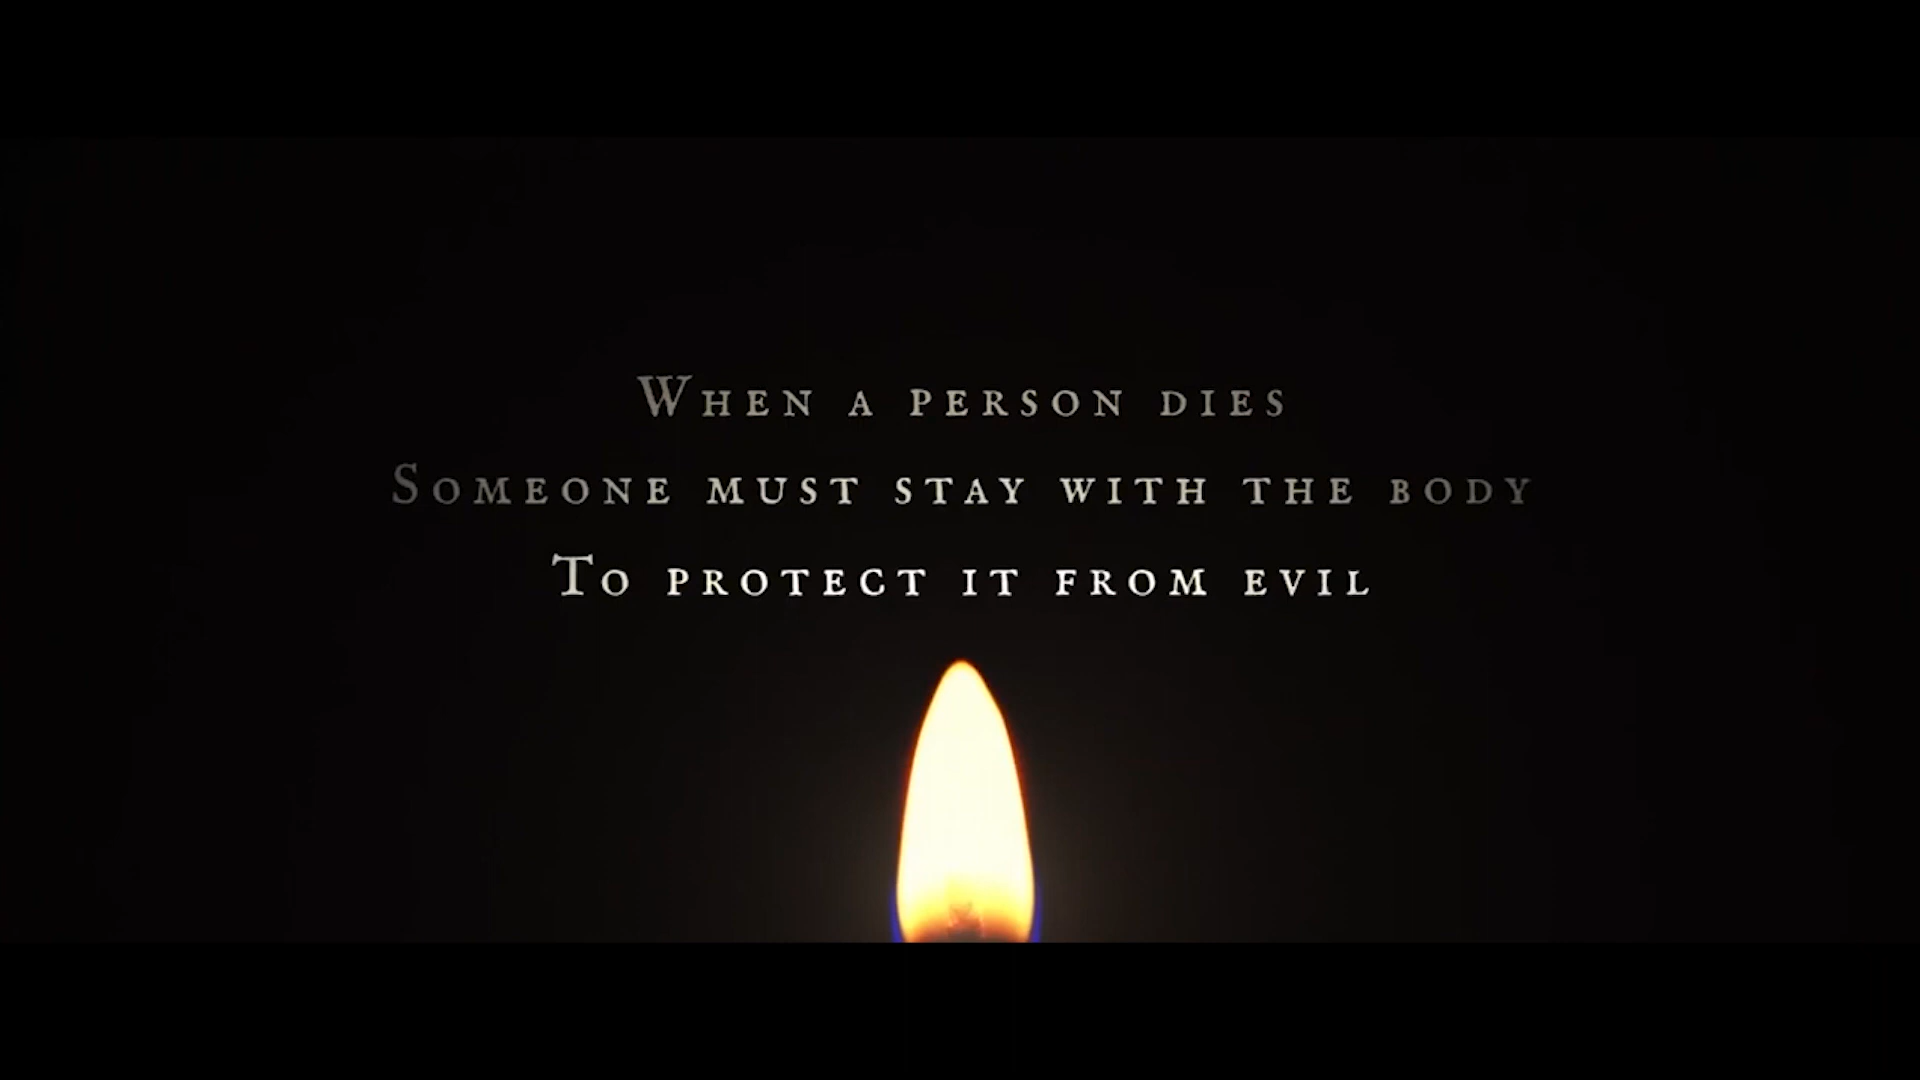 When a person dies
Someone must stay with the body
To protect it from evil